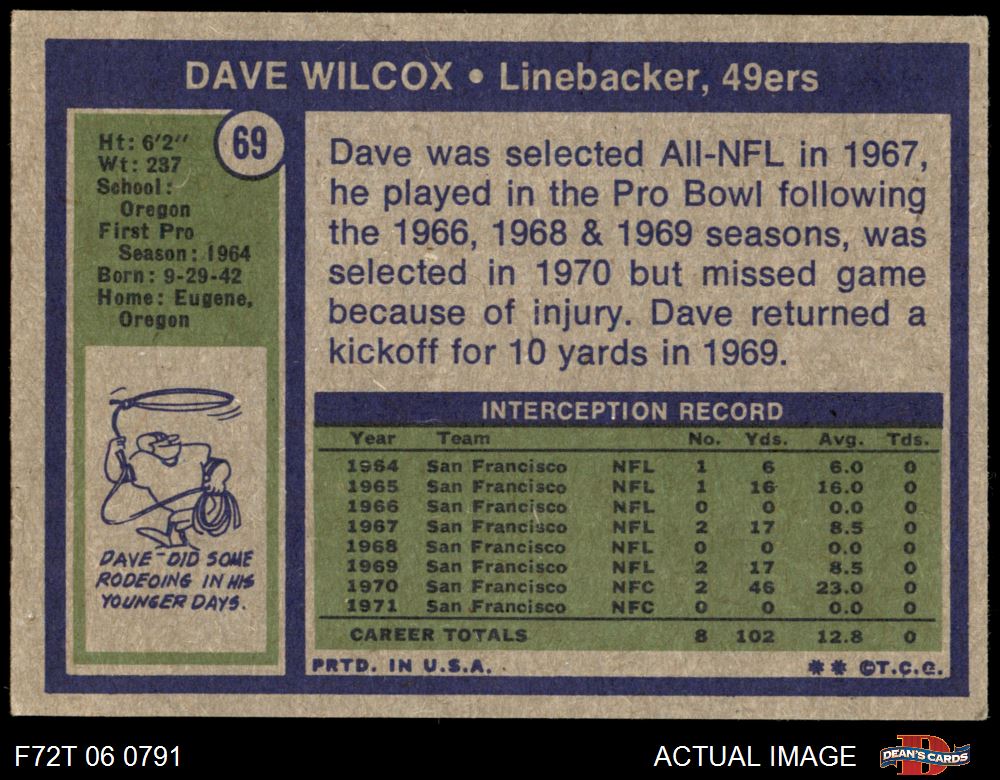 DAVE WILCOX • Linebacker, 49ers
69
Ht: 6'2"
Wt: 237
School:
Oregon
First Pro
Season: 1964
Born: 9-29-42
Home: Eugene,
Oregon
DAVE DID SOME
RODEOING IN HIS
YOUNGER DAYS.
Dave was selected All-NFL in 1967,
he played in the Pro Bowl following
the 1966, 1968 & 1969 seasons, was
selected in 1970 but missed game
because of injury. Dave returned a
kickoff for 10 yards in 1969.
INTERCEPTION RECORD
Year Team No. Yds. Avg. Tds.
1964 San Francisco NFL 1 6 6.0 0
1965 San Francisco NFL 1 16 16.0 0
1966 San Francisco NFL 0 0 0.0 0
1967 San Francisco NFL 2 17 8.5 0
1968 San Francisco NFL 0 0 0.0 0
1969 San Francisco NFL 2 17 8.5 0
1970 San Francisco NFC 2 46 23.0 0
1971 San Francisco NFC 0 0 0.0 0
CAREER TOTALS 8 102 12.8 0
PRTD. IN U.S.A. ** ©T.C.G.
F72T 06 0791 ACTUAL IMAGE DEAN'S CARDS